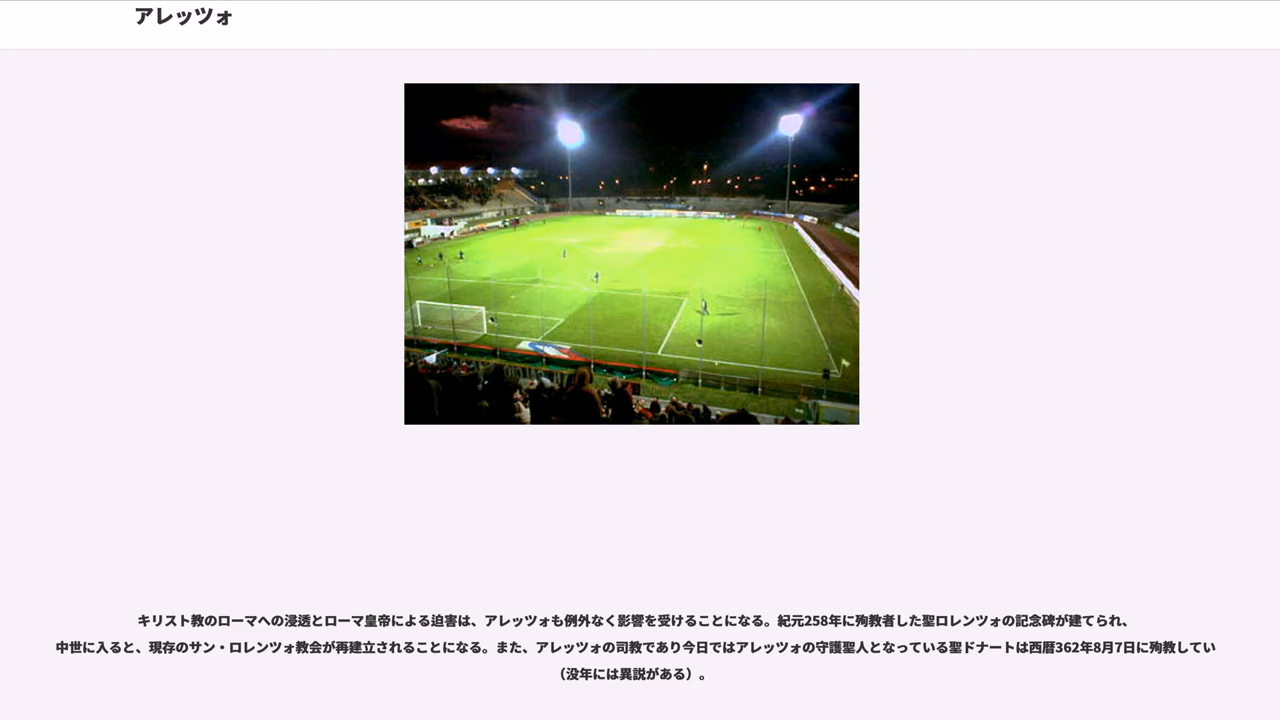 アレッツォ
キリスト教のローマへの浸透とローマ皇帝による迫害は、アレッツォも例外なく影響を受けることになる。紀元258年に殉教者した聖ロレンツォの記念碑が建てられ、
中世に入ると、現存のサン・ロレンツォ教会が再建立されることになる。また、アレッツォの司教であり今日ではアレッツォの守護聖人となっている聖ドナートは西暦362年8月7日に殉教してい
（没年には異説がある）。